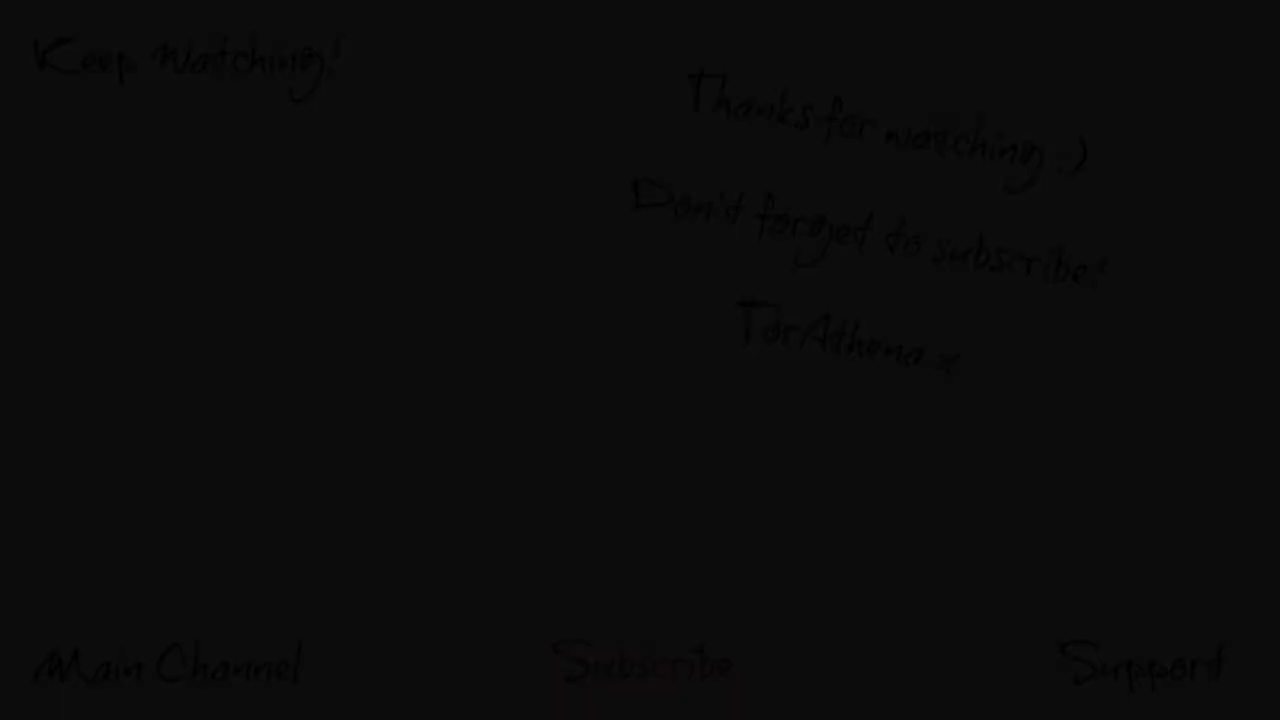 Keep Watching!
Thanks for watching :)
Don't forget to subscribe!
TorAthena x
Main Channel
Subscribe
Support